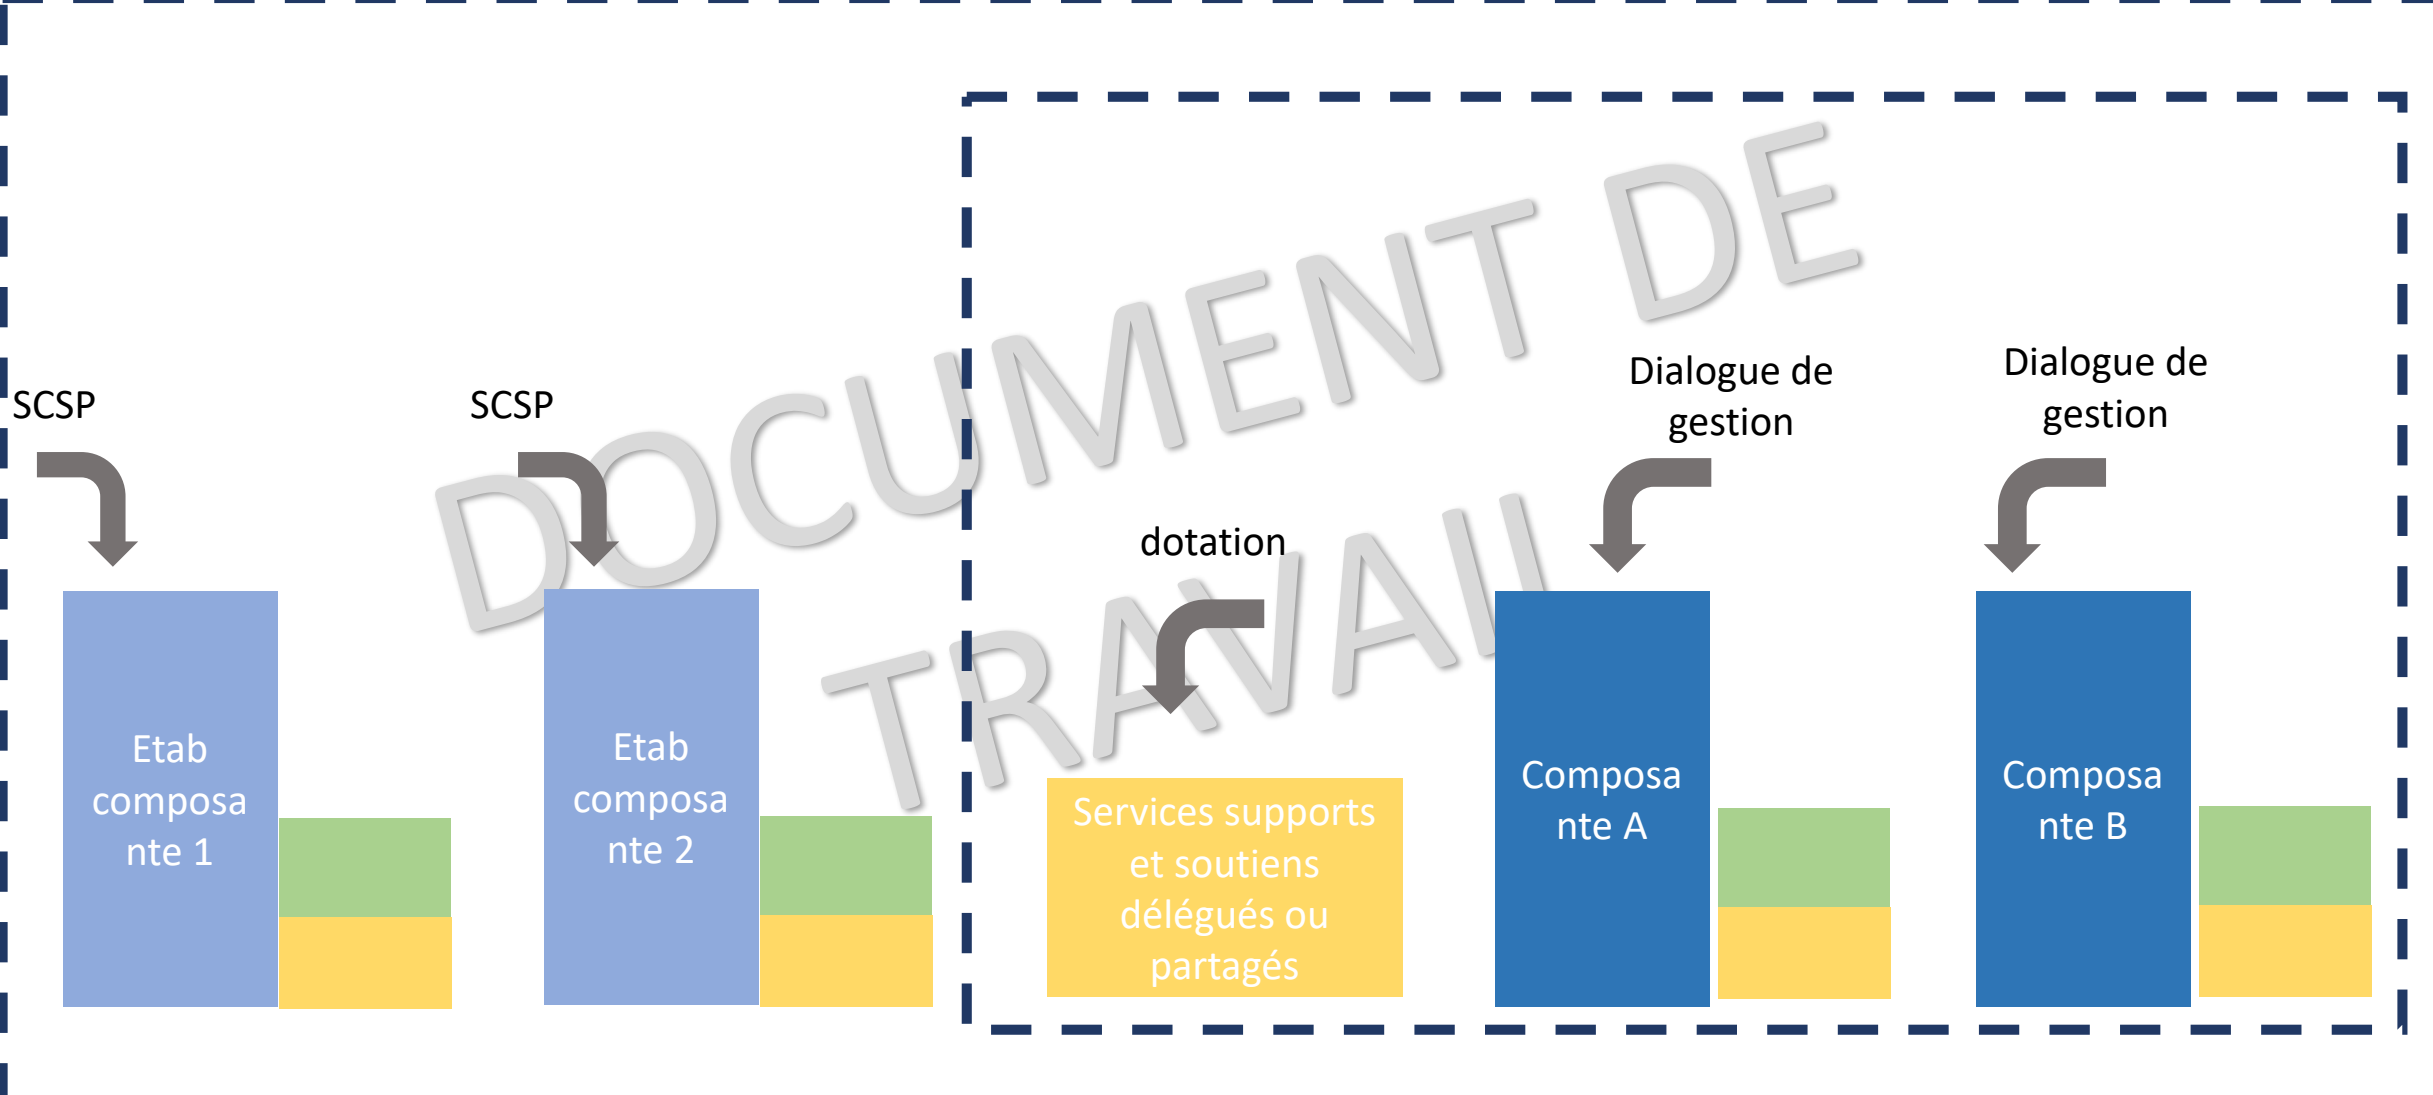 SCSP
SCSP
dotation
Dialogue de
gestion
Dialogue de
gestion
DOCUMENT DE
TRAVAIL
Etab
composa
nte 1
Etab
composa
nte 2
Services supports
et soutiens
délégués ou
partagés
Composa
nte A
Composa
nte B